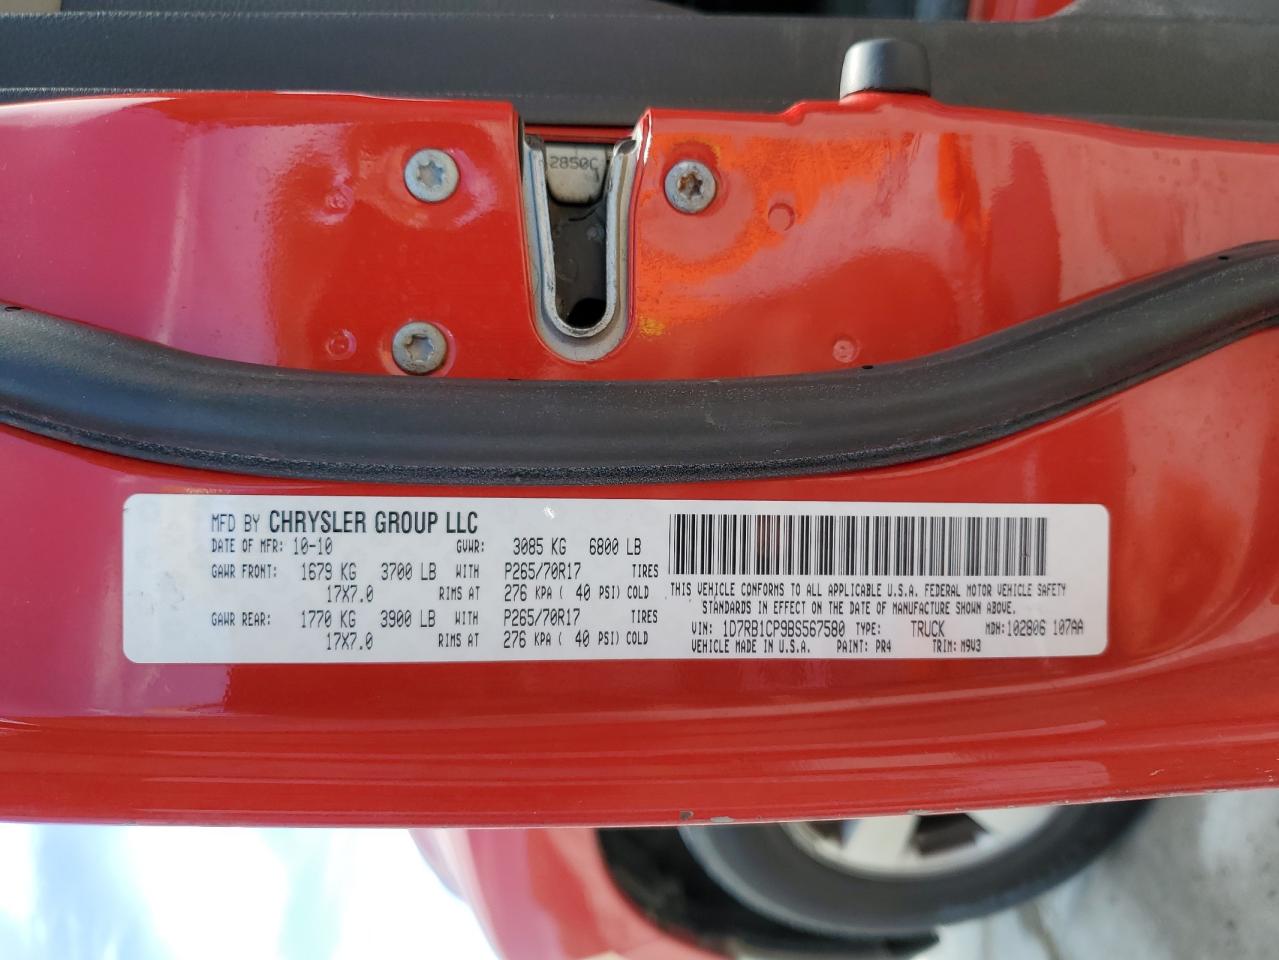 2850C
MFD BY CHRYSLER GROUP LLC
DATE OF MFR: 10-10 GVWR: 3085 KG 6800 LB
GAWR FRONT: 1679 KG 3700 LB WITH P265/70R17 TIRES
17X7.0 RIMS AT 276 KPA ( 40 PSI) COLD
GAWR REAR: 1770 KG 3900 LB WITH P265/70R17 TIRES
17X7.0 RIMS AT 276 KPA ( 40 PSI) COLD
THIS VEHICLE CONFORMS TO ALL APPLICABLE U.S.A. FEDERAL MOTOR VEHICLE SAFETY
STANDARDS IN EFFECT ON THE DATE OF MANUFACTURE SHOWN ABOVE.
VIN: 1D7RB1CP9BS567580 TYPE: TRUCK MDH: 102806 107AA
VEHICLE MADE IN U.S.A. PAINT: PR4 TRIM: M9V3